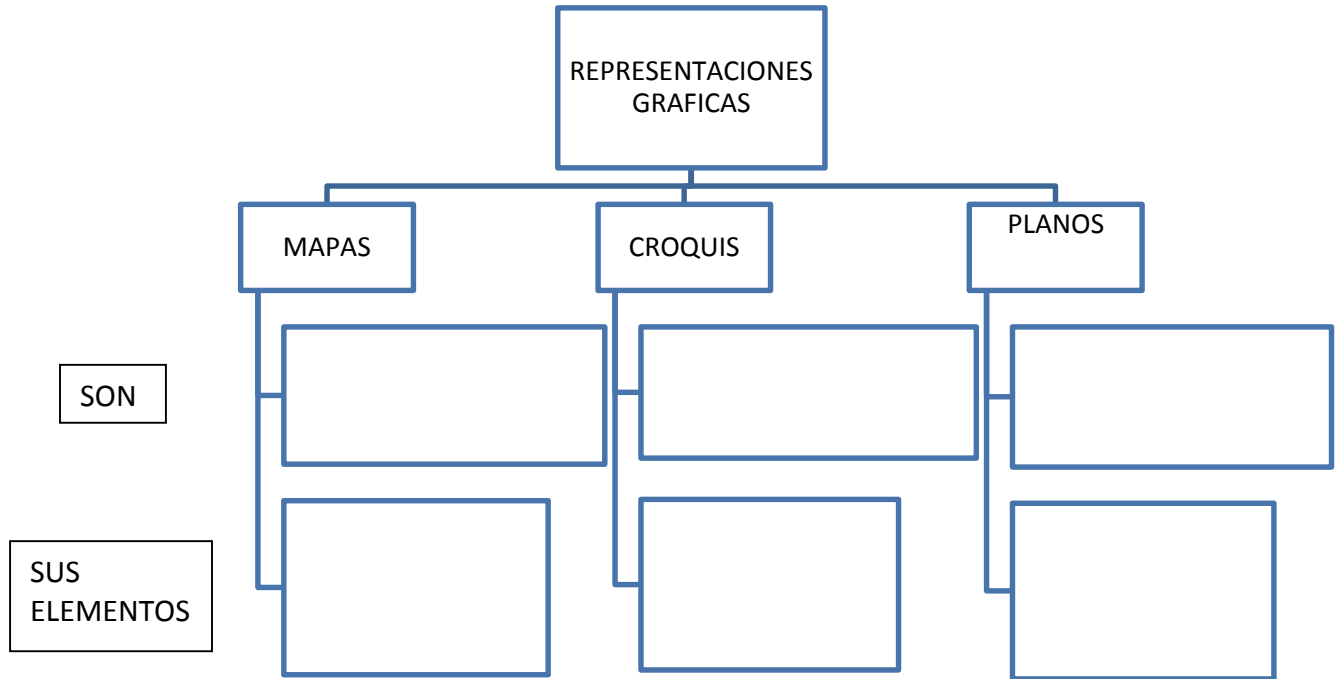 REPRESENTACIONES
GRAFICAS
MAPAS
CROQUIS
PLANOS
SON
SUS
ELEMENTOS